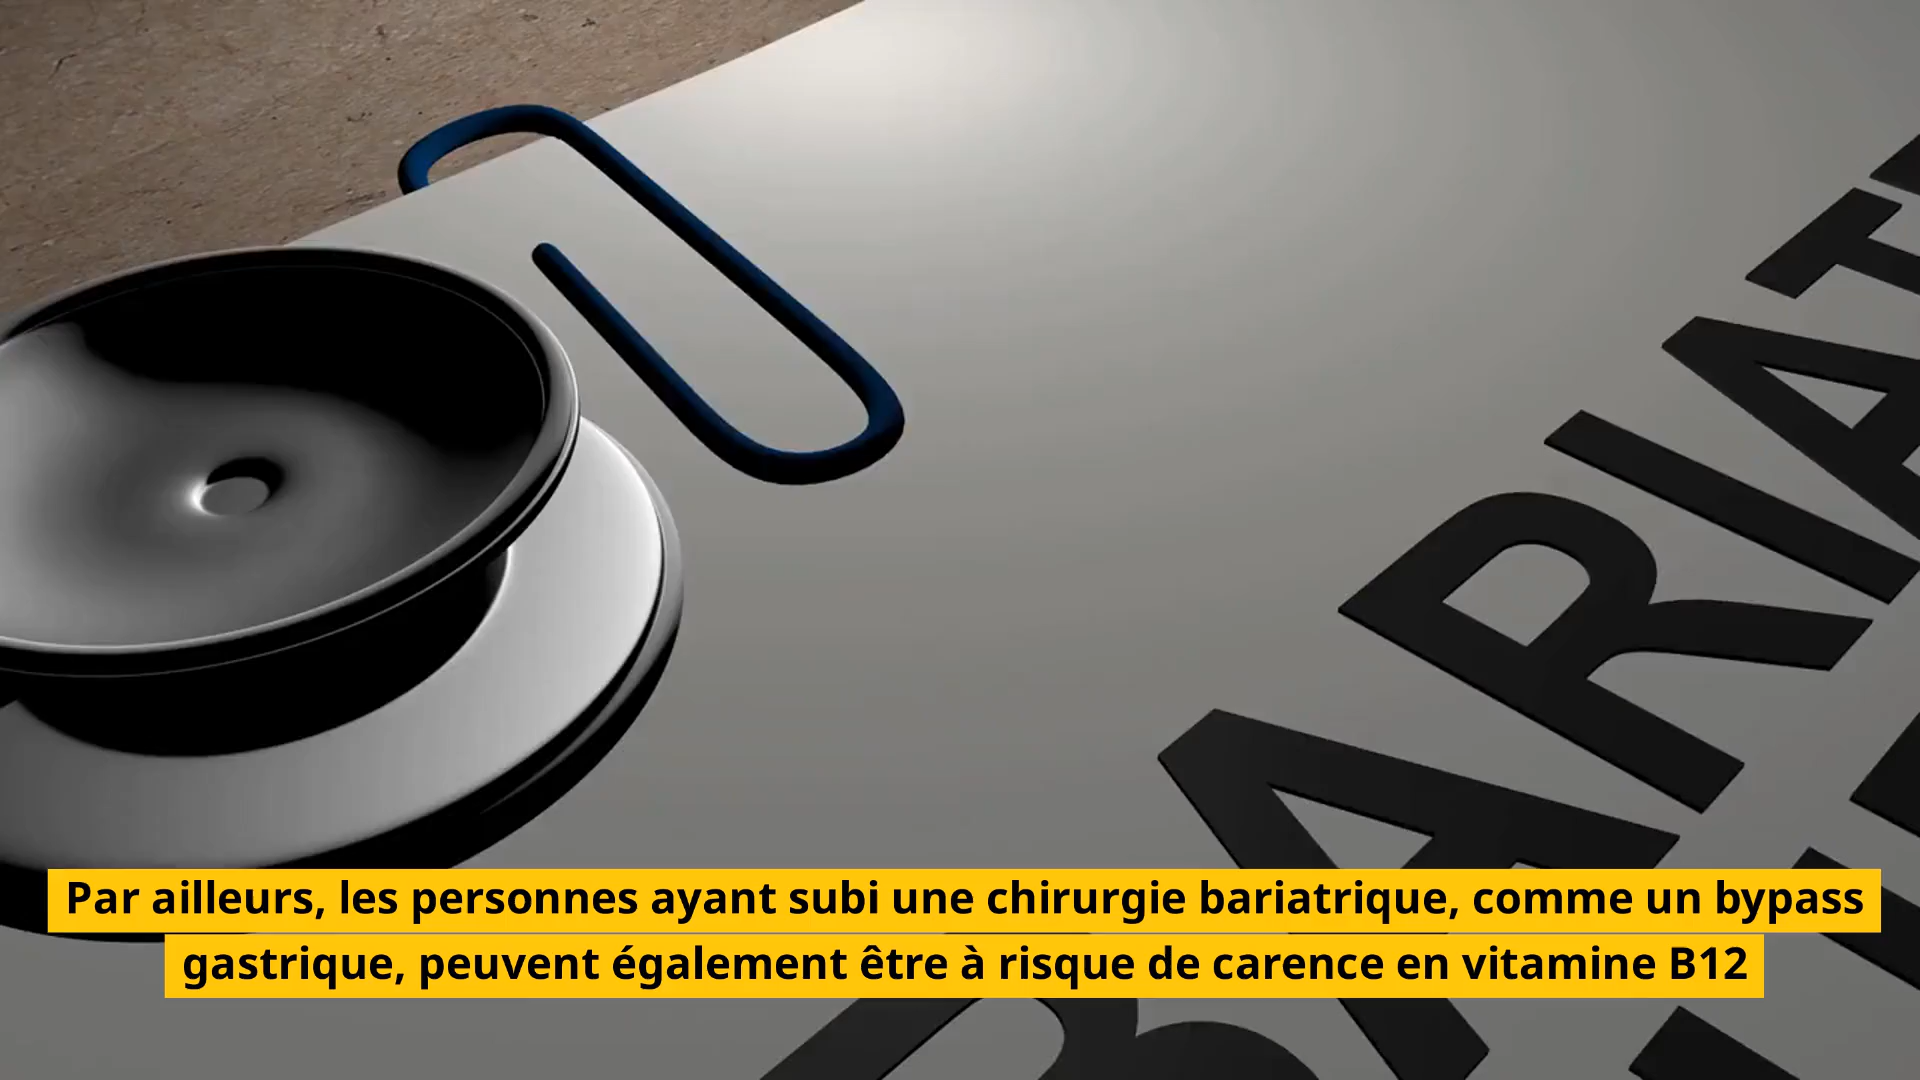 BARIAT
Par ailleurs, les personnes ayant subi une chirurgie bariatrique, comme un bypass
gastrique, peuvent également être à risque de carence en vitamine B12